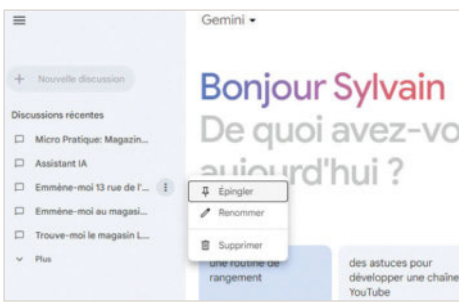 Gemini
Nouvelle discussion
Bonjour Sylvain
De quoi avez-vo
aujourd'hui ?
Discussions récentes
Micro Pratique: Magazin...
Assistant IA
Emmène-moi 13 rue de l'...
Emmène-moi au magasi...
Trouve-moi le magasin L...
Plus
Épingler
Renommer
Supprimer
une routine de
rangement
des astuces pour
développer une chaîne
YouTube